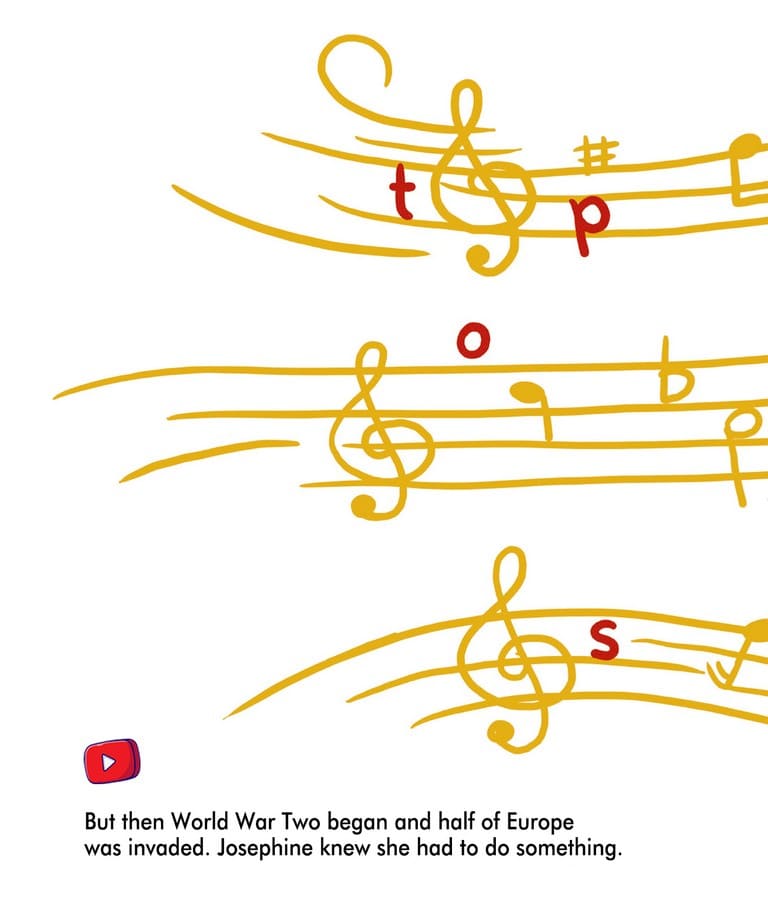 t
p
o
s
But then World War Two began and half of Europe
was invaded. Josephine knew she had to do something.